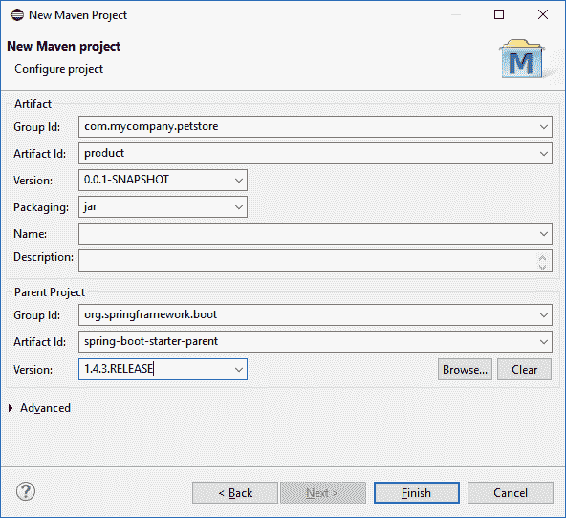 New Maven Project
New Maven project
Configure project
M
Artifact
Group Id: com.mycompany.petstore
Artifact Id: product
Version: 0.0.1-SNAPSHOT
Packaging: jar
Name:
Description:
Parent Project
Group Id: org.springframework.boot
Artifact Id: spring-boot-starter-parent
Version: 1.4.3.RELEASE Browse... Clear
Advanced
? < Back Next > Finish Cancel